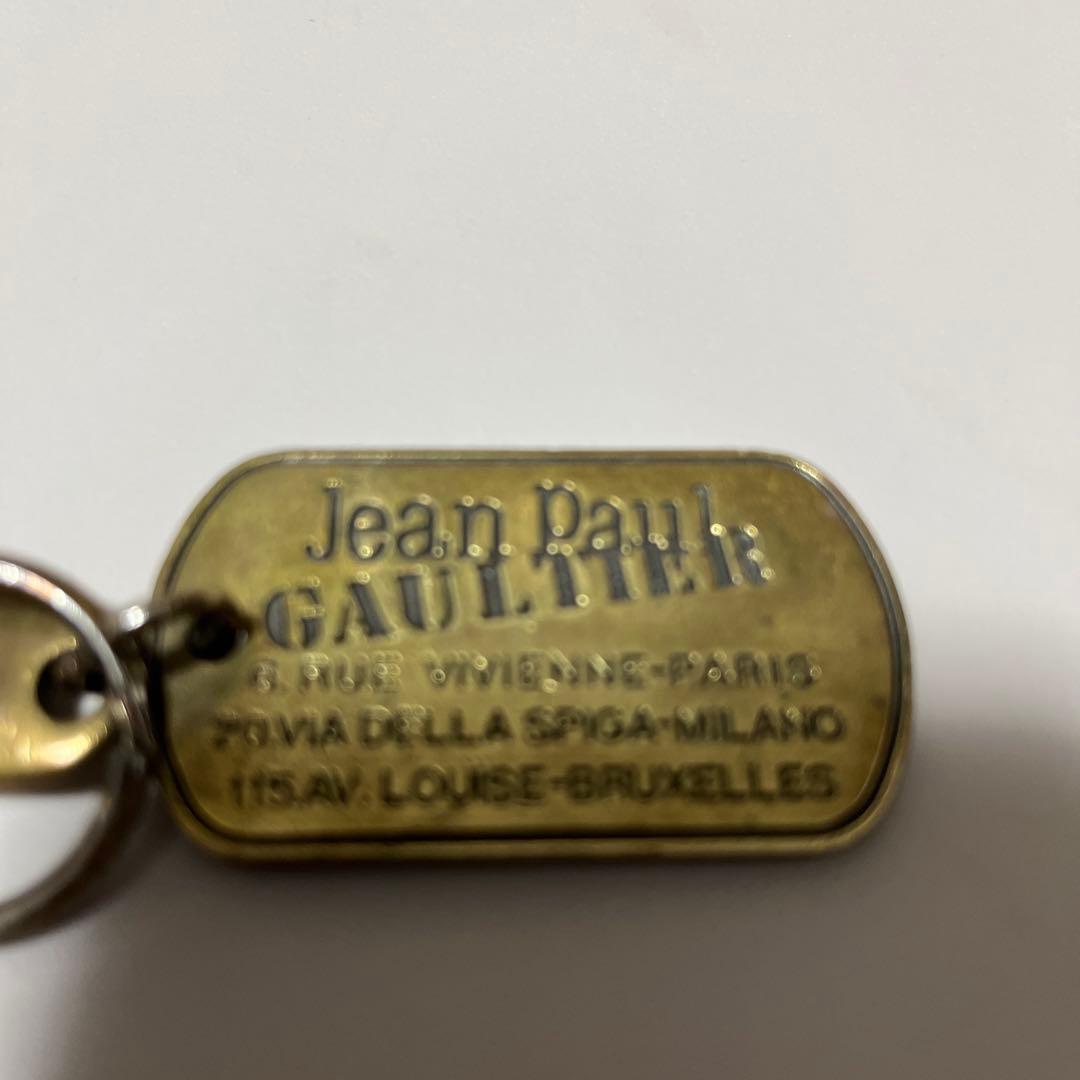 Jean Paul
GAULTIER
6. RUE VIVIENNE-PARIS
20.VIA DELLA SPIGA-MILANO
115.AV. LOUISE-BRUXELLES